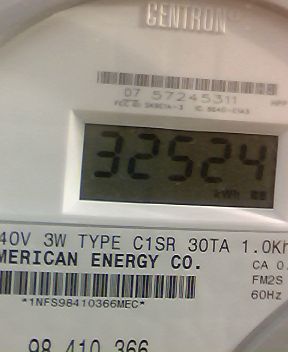 CENTRON
07 57245311
32524
kWh
40V 3W TYPE C1SR 30TA 1.0Kh
MERICAN ENERGY CO.
CA 0.
FM2S
60Hz
*1NFS98410366MEC*
98 410 366